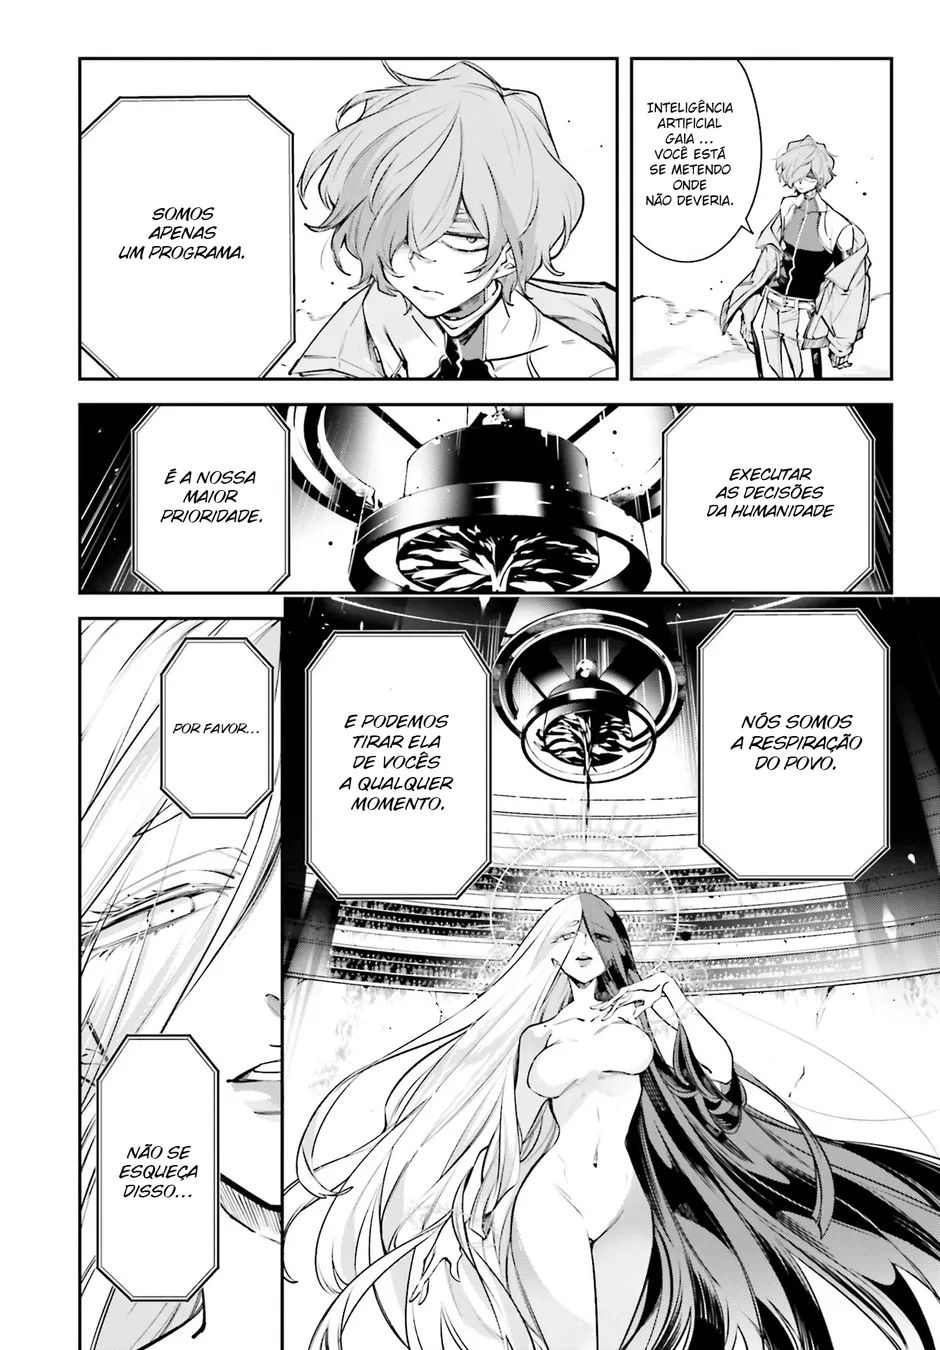 INTELIGÊNCIA
ARTIFICIAL
GAIA ...
VOCÊ ESTÁ
SE METENDO
ONDE
NÃO DEVERIA.
SOMOS
APENAS
UM PROGRAMA.
EXECUTAR
AS DECISÕES
DA HUMANIDADE
É A NOSSA
MAIOR
PRIORIDADE.
NÓS SOMOS
A RESPIRAÇÃO
DO POVO.
E PODEMOS
TIRAR ELA
DE VOCÊS
A QUALQUER
MOMENTO.
POR FAVOR...
NÃO SE
ESQUEÇA
DISSO...